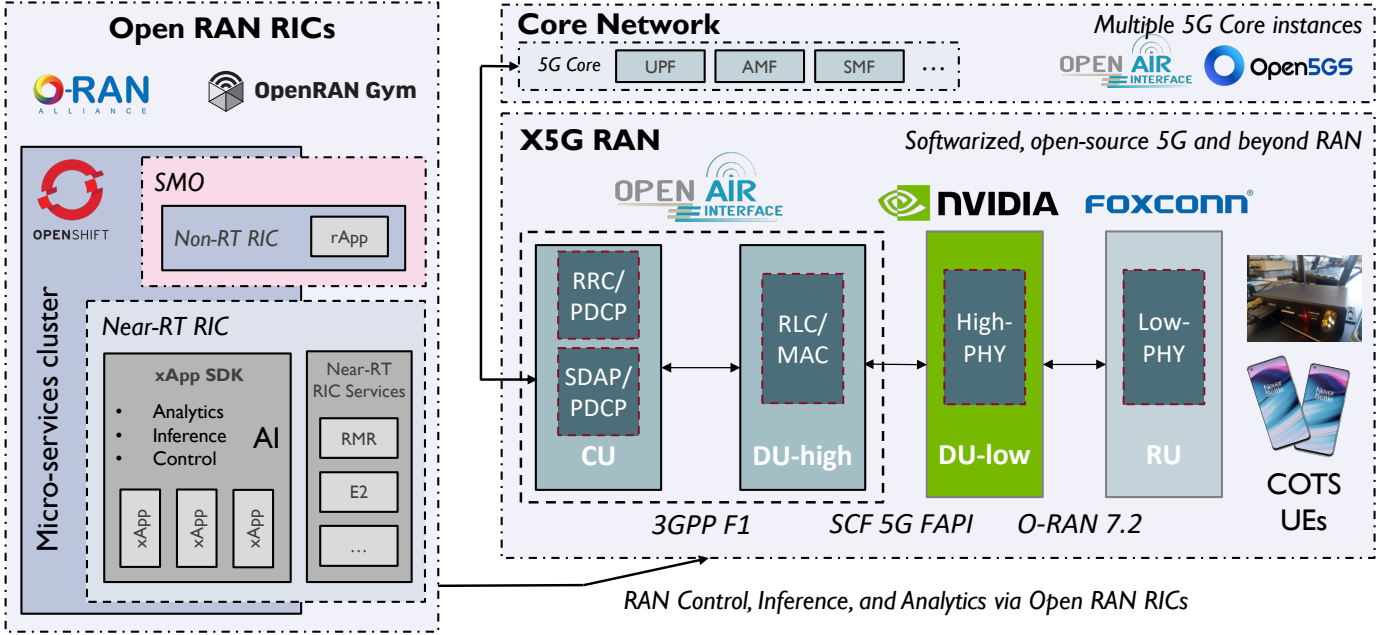 Open RAN RICs
O-RAN
ALLIANCE
OpenRAN Gym
OPENSHIFT
SMO
Non-RT RIC
rApp
Micro-services cluster
Near-RT RIC
xApp SDK
• Analytics
• Inference
• Control
AI
xApp
xApp
xApp
Near-RT
RIC Services
RMR
E2
...
Core Network
Multiple 5G Core instances
5G Core
UPF
AMF
SMF
...
OPEN AIR
INTERFACE
Open5GS
X5G RAN
Softwarized, open-source 5G and beyond RAN
OPEN AIR
INTERFACE
NVIDIA
FOXCONN®
RRC/
PDCP
SDAP/
PDCP
CU
RLC/
MAC
DU-high
High-
PHY
DU-low
Low-
PHY
RU
Never
Settle
Never
Settle
COTS
UEs
3GPP F1
SCF 5G FAPI
O-RAN 7.2
RAN Control, Inference, and Analytics via Open RAN RICs